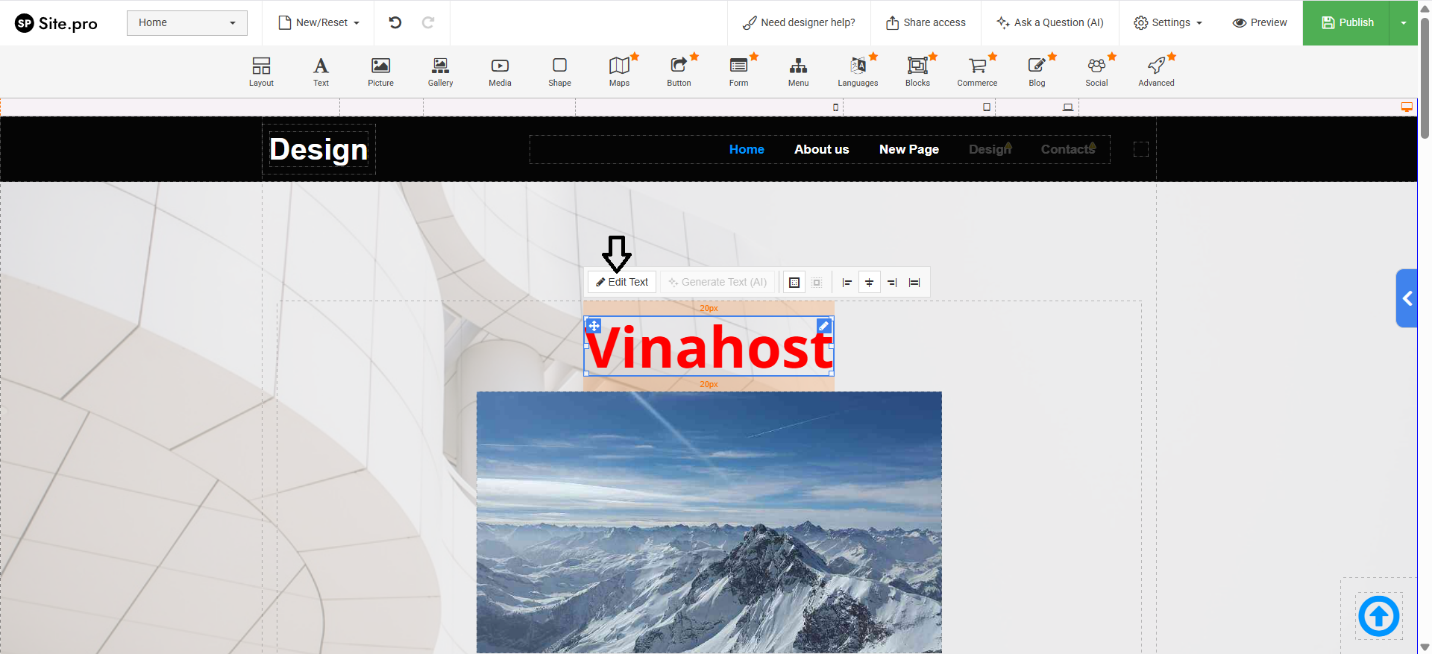 SP Site.pro
Home
New/Reset
Need designer help?
Share access
Ask a Question (AI)
Settings
Preview
Publish
Layout
Text
Picture
Gallery
Media
Shape
Maps
Button
Form
Menu
Languages
Blocks
Commerce
Blog
Social
Advanced
Design
Home
About us
New Page
Design
Contacts
Edit Text
Generate Text (AI)
20px
Vinahost
20px